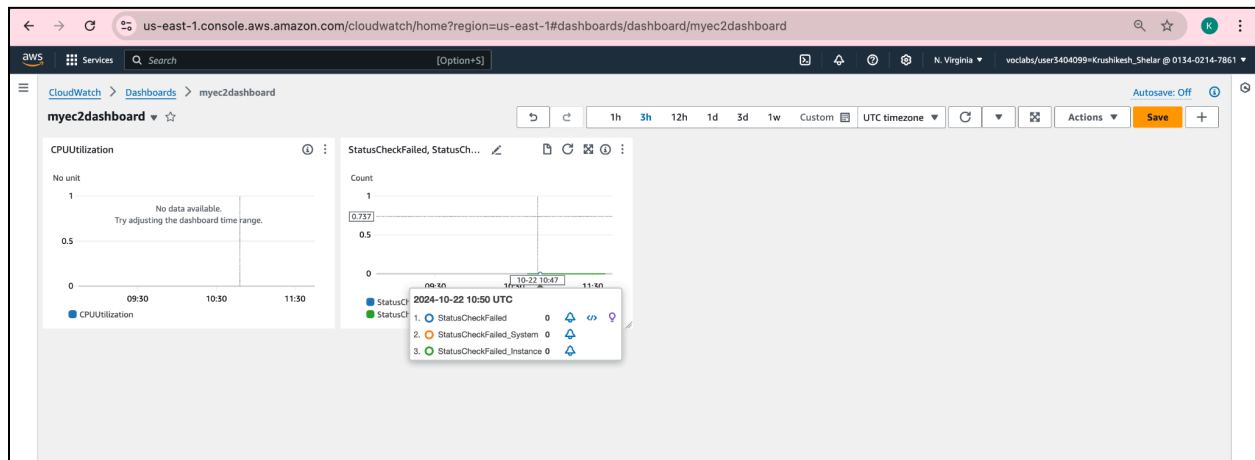 us-east-1.console.aws.amazon.com/cloudwatch/home?region=us-east-1#dashboards/dashboard/myec2dashboard
K
aws Services Search [Option+S] N. Virginia ▼ voclabs/user3404099=Krushikesh_Shelar @ 0134-0214-7861 ▼
CloudWatch > Dashboards > myec2dashboard Autosave: Off
myec2dashboard ▼ 1h 3h 12h 1d 3d 1w Custom UTC timezone ▼ Actions ▼ Save +
CPUUtilization
No unit
1
No data available.
Try adjusting the dashboard time range.
0.5
0
09:30 10:30 11:30
CPUUtilization
StatusCheckFailed, StatusCh...
Count
1
0.737
0.5
0
10-22 10:47
09:30 10:30 11:30
StatusCh
StatusCh
2024-10-22 10:50 UTC
1. StatusCheckFailed 0
2. StatusCheckFailed_System 0
3. StatusCheckFailed_Instance 0